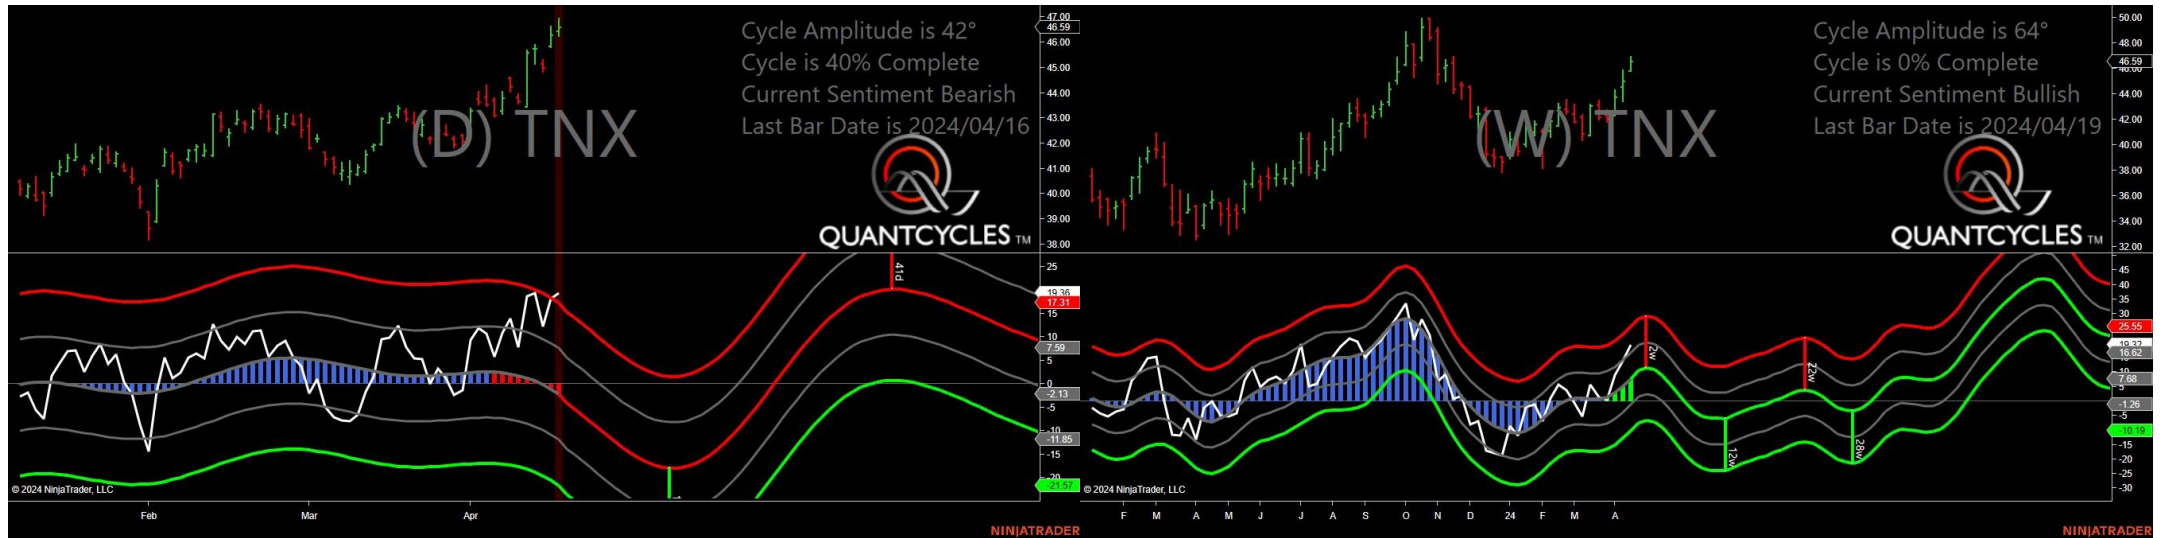 Cycle Amplitude is 42°
Cycle is 40% Complete
Current Sentiment Bearish
Last Bar Date is 2024/04/16
(D) TNX
QUANTCYCLES TM
47.00
46.59
46.00
45.00
44.00
43.00
42.00
41.00
40.00
39.00
38.00
41d
25
19.36
17.31
15
10
7.59
5
0
-2.13
-5
-10
-11.85
-15
-20
-21.57
© 2024 NinjaTrader, LLC
Feb
Mar
Apr
NINJATRADER
Cycle Amplitude is 64°
Cycle is 0% Complete
Current Sentiment Bullish
Last Bar Date is 2024/04/19
(W) TNX
QUANTCYCLES TM
50.00
48.00
46.59
46.00
44.00
42.00
40.00
38.00
36.00
34.00
32.00
2w
22w
12w
28w
45
40
35
30
25.55
19.32
16.62
10
7.68
5
-1.26
-5
-10.19
-15
-20
-25
-30
© 2024 NinjaTrader, LLC
F
M
A
M
J
J
A
S
O
N
D
24
F
M
A
NINJATRADER